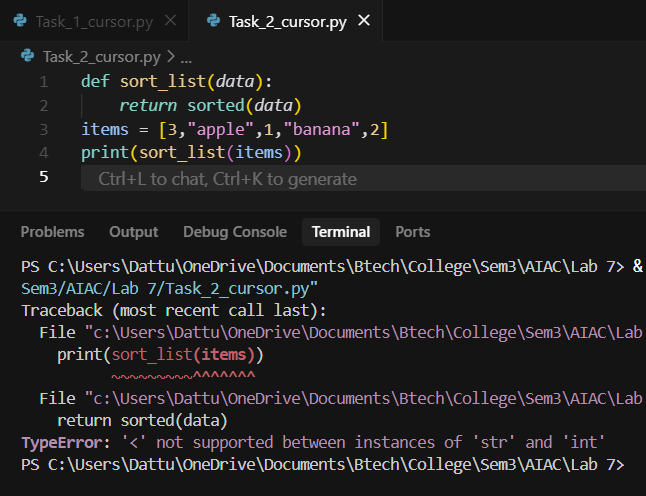 Task_1_cursor.py
Task_2_cursor.py
Task_2_cursor.py > ...
1 def sort_list(data):
2     return sorted(data)
3 items = [3,"apple",1,"banana",2]
4 print(sort_list(items))
5 Ctrl+L to chat, Ctrl+K to generate
Problems Output Debug Console Terminal Ports
PS C:\Users\Dattu\OneDrive\Documents\Btech\College\Sem3\AIAC\Lab 7> &
Sem3/AIAC/Lab 7/Task_2_cursor.py"
Traceback (most recent call last):
  File "c:\Users\Dattu\OneDrive\Documents\Btech\College\Sem3\AIAC\Lab
    print(sort_list(items))
          ~~~~~~~~~^^^^^^^
  File "c:\Users\Dattu\OneDrive\Documents\Btech\College\Sem3\AIAC\Lab
    return sorted(data)
TypeError: '<' not supported between instances of 'str' and 'int'
PS C:\Users\Dattu\OneDrive\Documents\Btech\College\Sem3\AIAC\Lab 7>